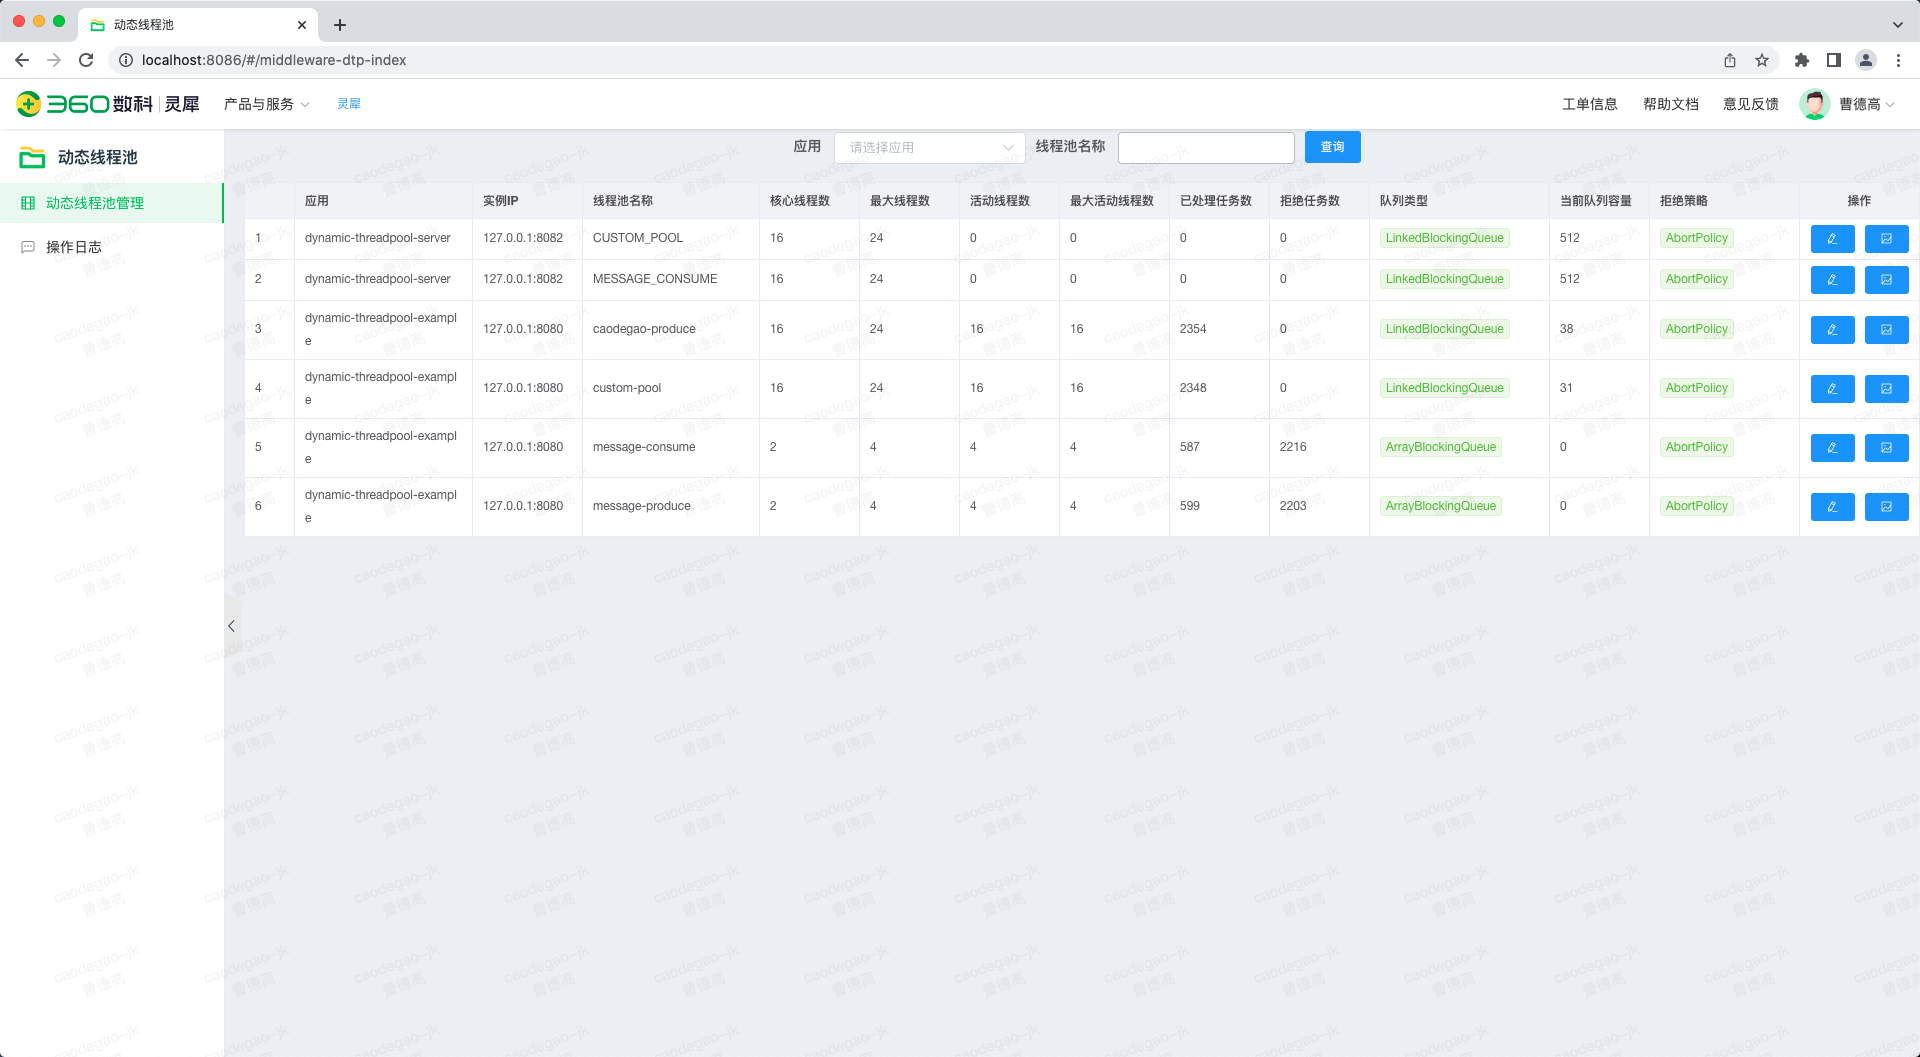 动态线程池
localhost:8086/#/middleware-dtp-index
360数科 灵犀 产品与服务 灵犀 工单信息 帮助文档 意见反馈 曹德高
动态线程池
动态线程池管理
操作日志
应用 请选择应用 线程池名称 查询
应用 实例IP 线程池名称 核心线程数 最大线程数 活动线程数 最大活动线程数 已处理任务数 拒绝任务数 队列类型 当前队列容量 拒绝策略 操作
1 dynamic-threadpool-server 127.0.0.1:8082 CUSTOM_POOL 16 24 0 0 0 0 LinkedBlockingQueue 512 AbortPolicy
2 dynamic-threadpool-server 127.0.0.1:8082 MESSAGE_CONSUME 16 24 0 0 0 0 LinkedBlockingQueue 512 AbortPolicy
3 dynamic-threadpool-exampl
e 127.0.0.1:8080 caodegao-produce 16 24 16 16 2354 0 LinkedBlockingQueue 38 AbortPolicy
4 dynamic-threadpool-exampl
e 127.0.0.1:8080 custom-pool 16 24 16 16 2348 0 LinkedBlockingQueue 31 AbortPolicy
5 dynamic-threadpool-exampl
e 127.0.0.1:8080 message-consume 2 4 4 4 587 2216 ArrayBlockingQueue 0 AbortPolicy
6 dynamic-threadpool-exampl
e 127.0.0.1:8080 message-produce 2 4 4 4 599 2203 ArrayBlockingQueue 0 AbortPolicy
caodegao-jk
曹德高